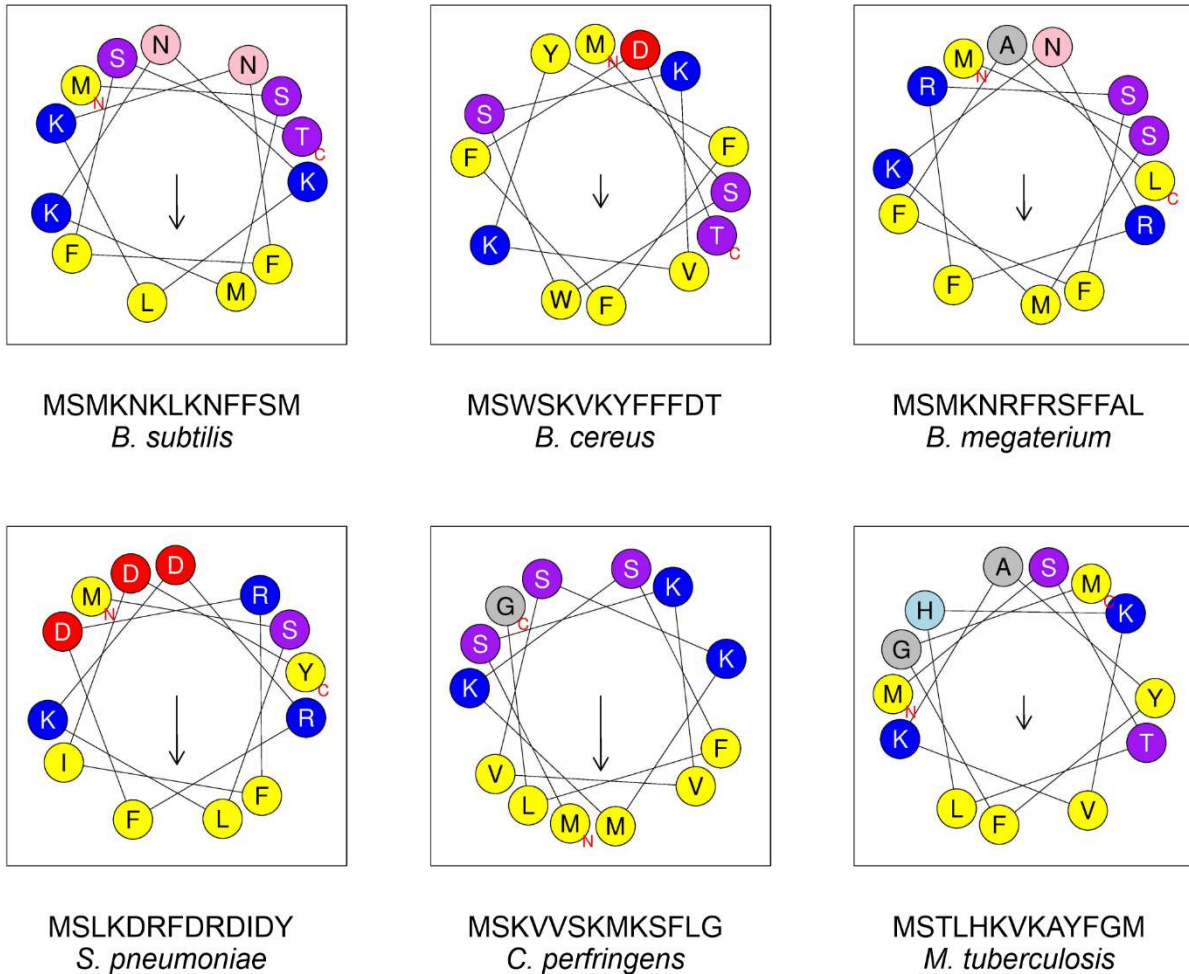 S N N
M N S
K T C
K
K
F F
L M
MSMKNKLKNFFSM
B. subtilis
Y M N D K
S
F F
S
K T C
V
W F
MSWSKVKYFFFDT
B. cereus
M N A N
R S
S
K L C
F R
F M F
MSMKNRFRSFFAL
B. megaterium
D D
M N R
D S
Y C
K R
I
F L F
MSLKDRFDRDIDY
S. pneumoniae
S S K
G C
S K
K
V F
L V
M N M
MSKVVSKMKSFLG
C. perfringens
A S M C
H K
G
M N Y
K T
L F V
MSTLHKVKAYFGM
M. tuberculosis